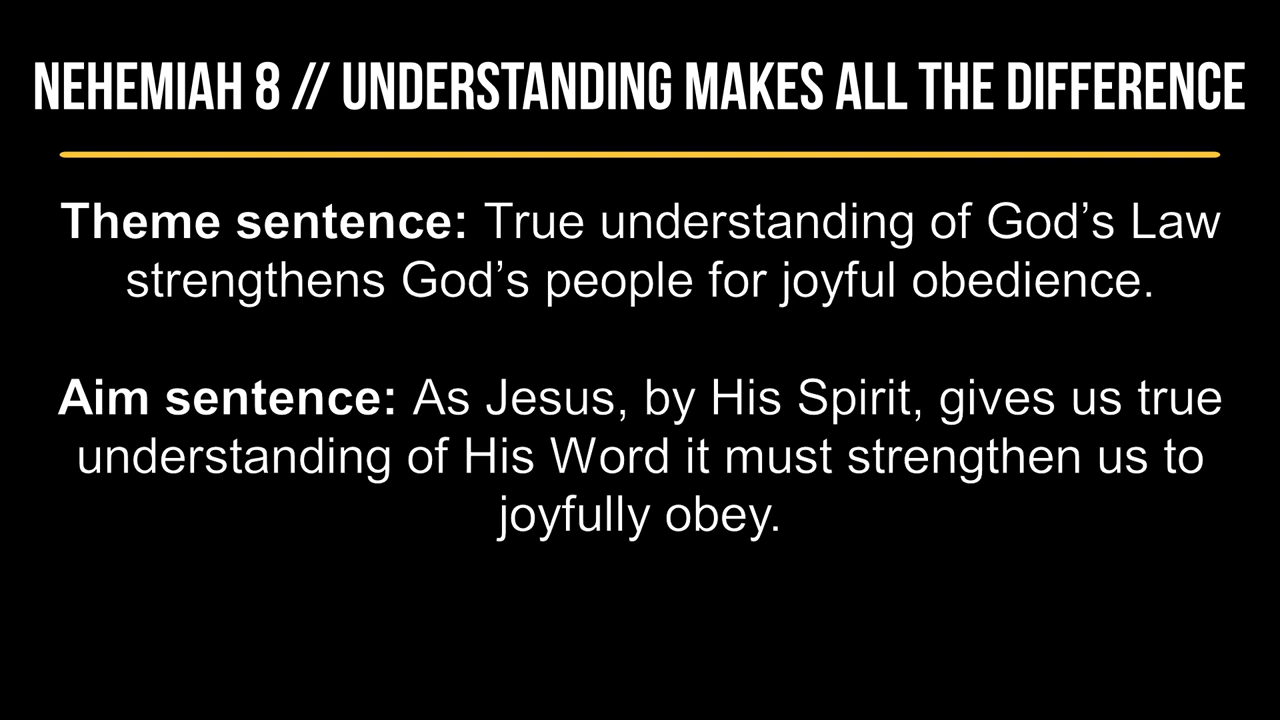 NEHEMIAH 8 // UNDERSTANDING MAKES ALL THE DIFFERENCE
Theme sentence: True understanding of God’s Law
strengthens God’s people for joyful obedience.
Aim sentence: As Jesus, by His Spirit, gives us true
understanding of His Word it must strengthen us to
joyfully obey.